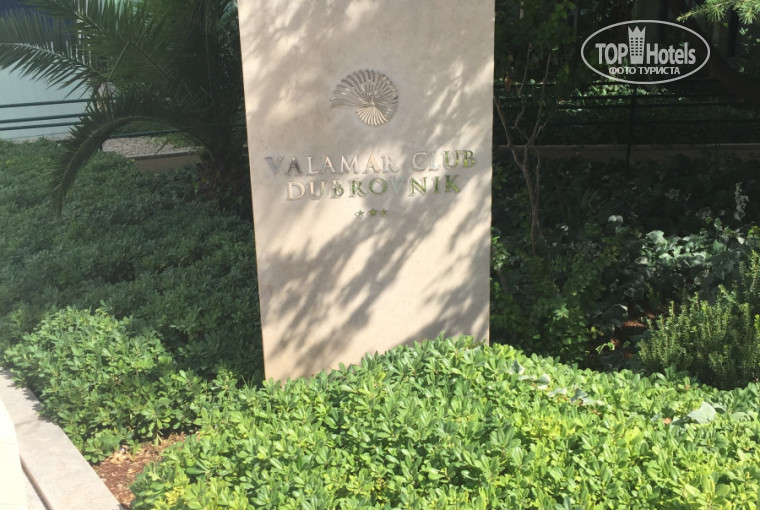 TOP Hotels
ФОТО ТУРИСТА
VALAMAR CLUB
DUBROVNIK